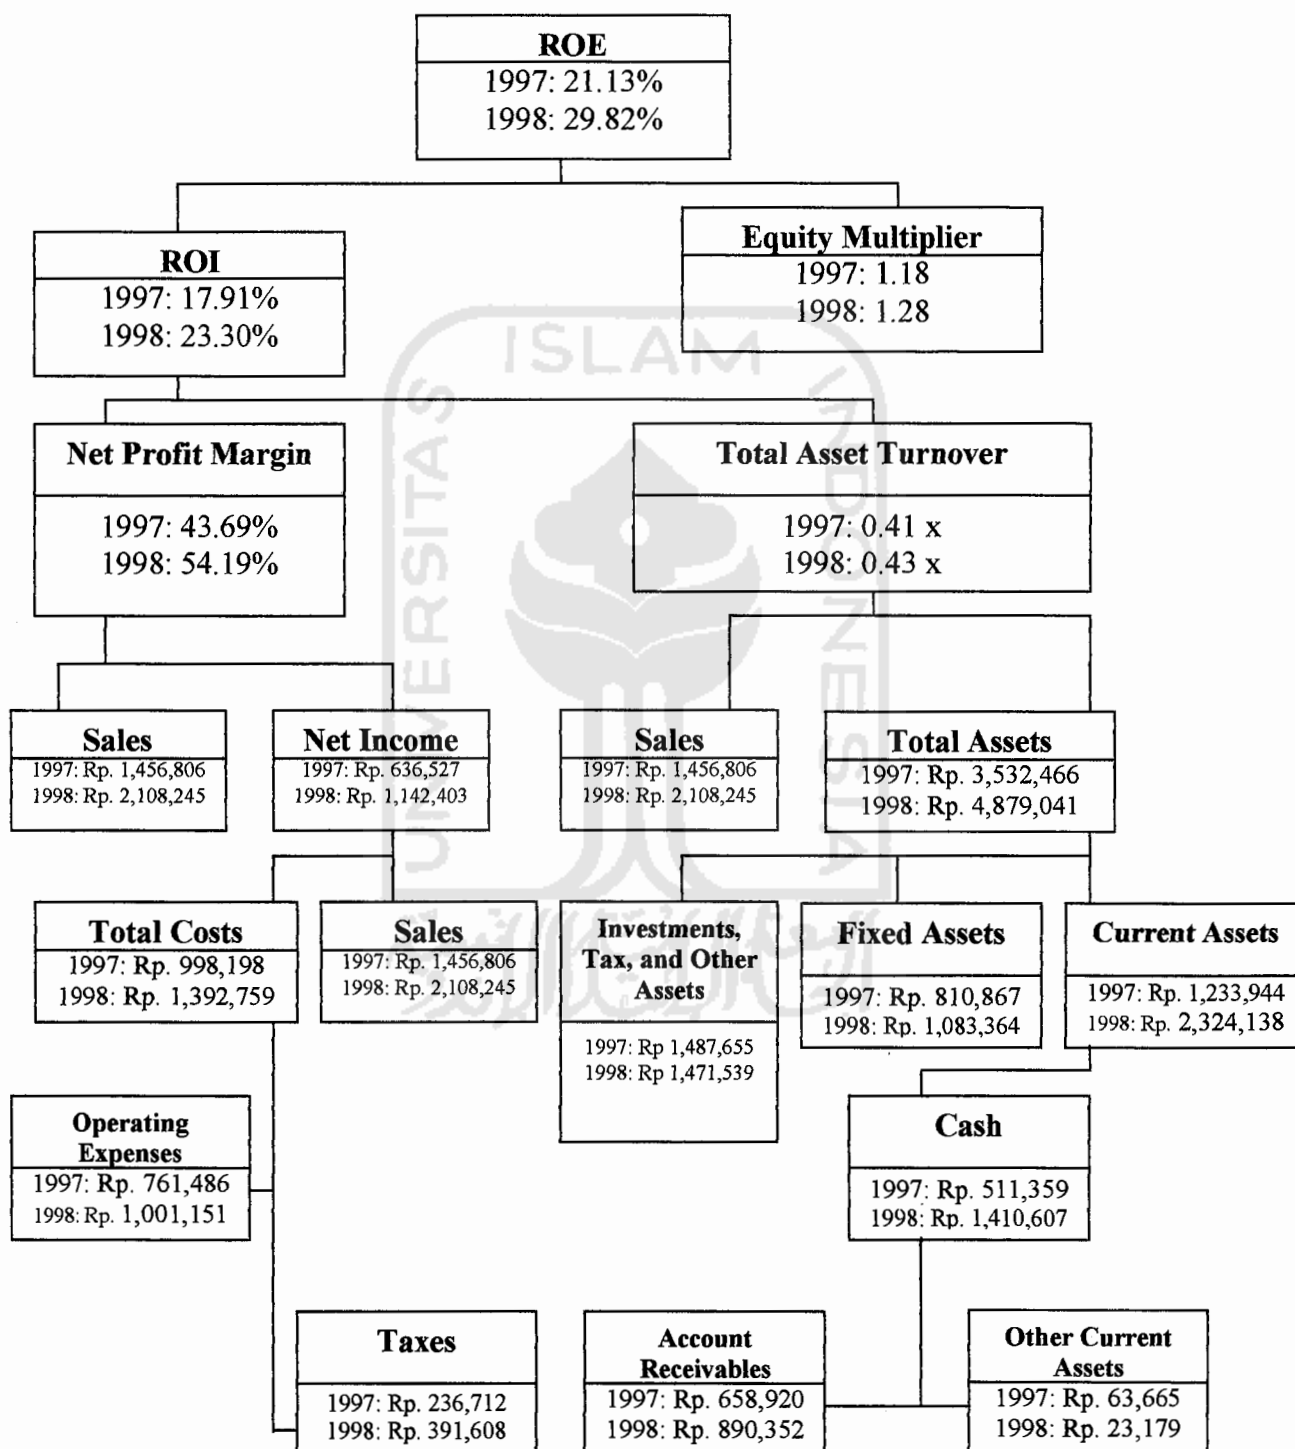 ROE
1997: 21.13%
1998: 29.82%
ROI
1997: 17.91%
1998: 23.30%
Equity Multiplier
1997: 1.18
1998: 1.28
Net Profit Margin
1997: 43.69%
1998: 54.19%
Total Asset Turnover
1997: 0.41 x
1998: 0.43 x
Sales
1997: Rp. 1,456,806
1998: Rp. 2,108,245
Net Income
1997: Rp. 636,527
1998: Rp. 1,142,403
Sales
1997: Rp. 1,456,806
1998: Rp. 2,108,245
Total Assets
1997: Rp. 3,532,466
1998: Rp. 4,879,041
Total Costs
1997: Rp. 998,198
1998: Rp. 1,392,759
Sales
1997: Rp. 1,456,806
1998: Rp. 2,108,245
Investments,
Tax, and Other
Assets
1997: Rp 1,487,655
1998: Rp 1,471,539
Fixed Assets
1997: Rp. 810,867
1998: Rp. 1,083,364
Current Assets
1997: Rp. 1,233,944
1998: Rp. 2,324,138
Operating
Expenses
1997: Rp. 761,486
1998: Rp. 1,001,151
Cash
1997: Rp. 511,359
1998: Rp. 1,410,607
Taxes
1997: Rp. 236,712
1998: Rp. 391,608
Account
Receivables
1997: Rp. 658,920
1998: Rp. 890,352
Other Current
Assets
1997: Rp. 63,665
1998: Rp. 23,179
UNIVERSITAS
ISLAM
INDONESIA